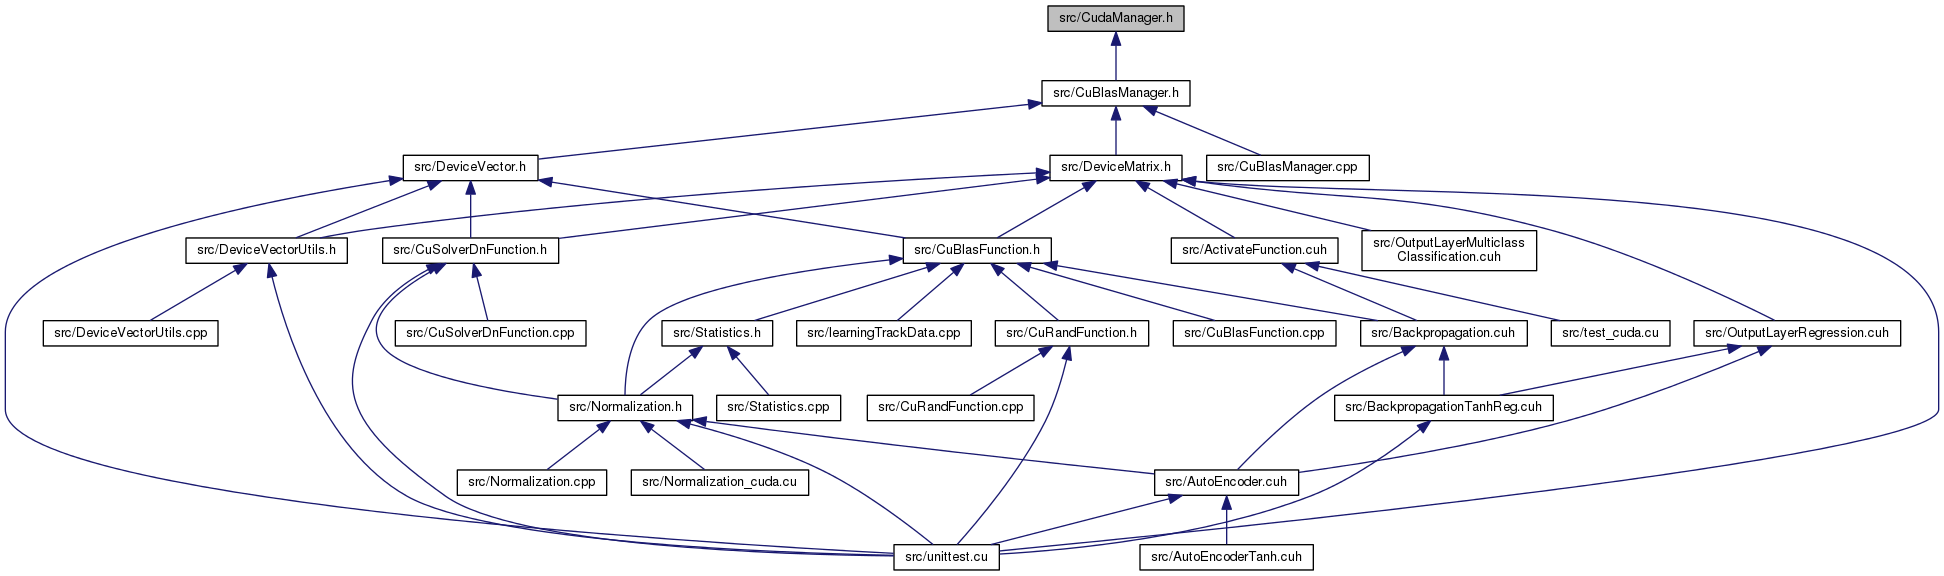 src/CudaManager.h
src/CuBlasManager.h
src/DeviceVector.h
src/DeviceMatrix.h
src/CuBlasManager.cpp
src/DeviceVectorUtils.h
src/CuSolverDnFunction.h
src/CuBlasFunction.h
src/ActivateFunction.cuh
src/OutputLayerMulticlass
Classification.cuh
src/DeviceVectorUtils.cpp
src/CuSolverDnFunction.cpp
src/Statistics.h
src/learningTrackData.cpp
src/CuRandFunction.h
src/CuBlasFunction.cpp
src/Backpropagation.cuh
src/test_cuda.cu
src/OutputLayerRegression.cuh
src/Normalization.h
src/Statistics.cpp
src/CuRandFunction.cpp
src/BackpropagationTanhReg.cuh
src/Normalization.cpp
src/Normalization_cuda.cu
src/AutoEncoder.cuh
src/unittest.cu
src/AutoEncoderTanh.cuh